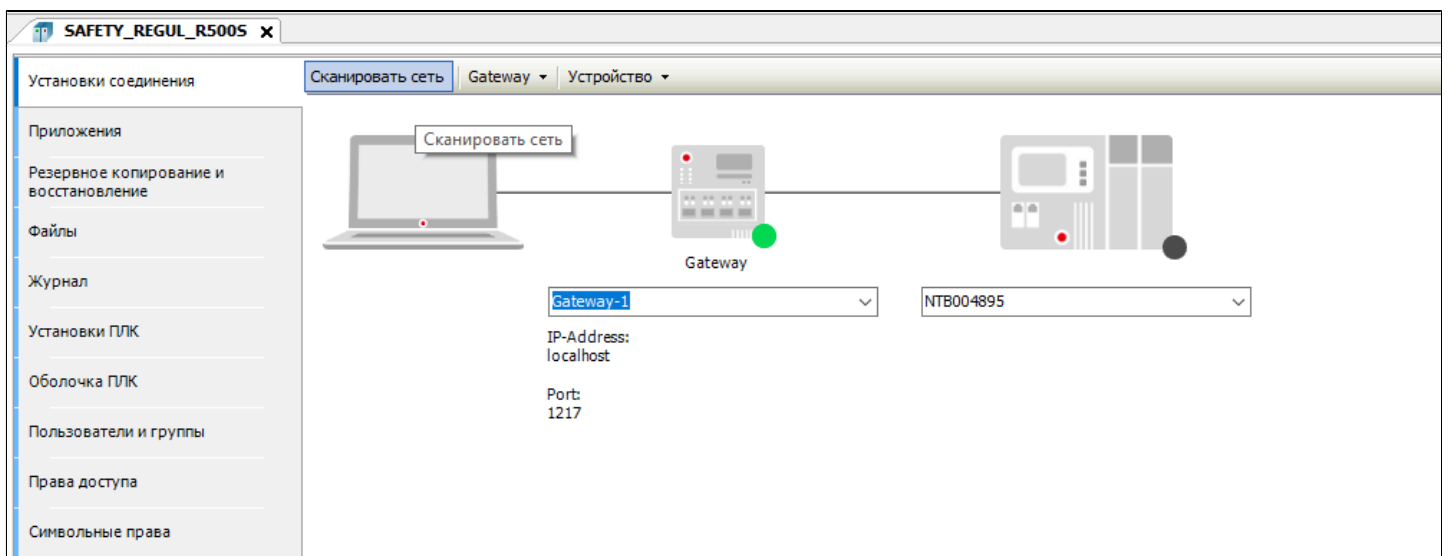 SAFETY_REGUL_R500S
Установки соединения
Сканировать сеть Gateway Устройство
Приложения
Сканировать сеть
Резервное копирование и
восстановление
Файлы
Gateway
Журнал
Gateway-1 NTB004895
Установки ПЛК
IP-Address:
localhost
Оболочка ПЛК
Port:
1217
Пользователи и группы
Права доступа
Символьные права